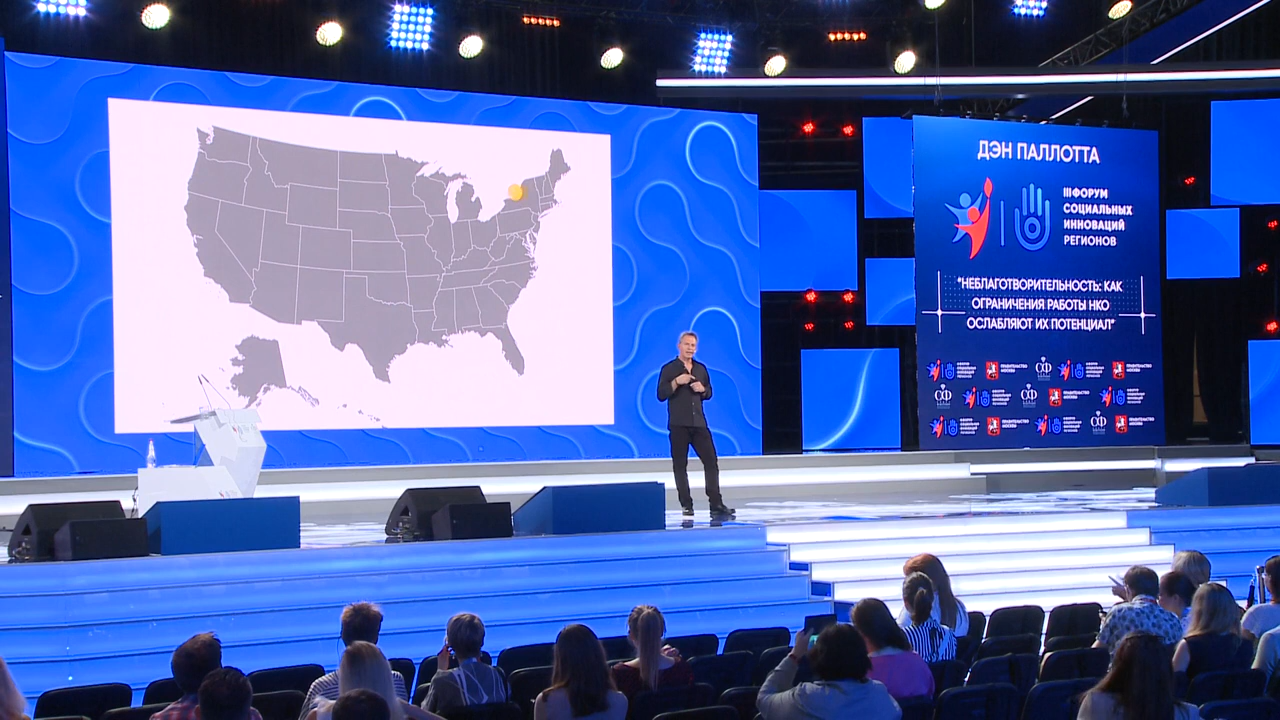 ДЭН ПАЛЛОТТА
III ФОРУМ
СОЦИАЛЬНЫХ
ИННОВАЦИЙ
РЕГИОНОВ
"НЕБЛАГОТВОРИТЕЛЬНОСТЬ: КАК
ОГРАНИЧЕНИЯ РАБОТЫ НКО
ОСЛАБЛЯЮТ ИХ ПОТЕНЦИАЛ"